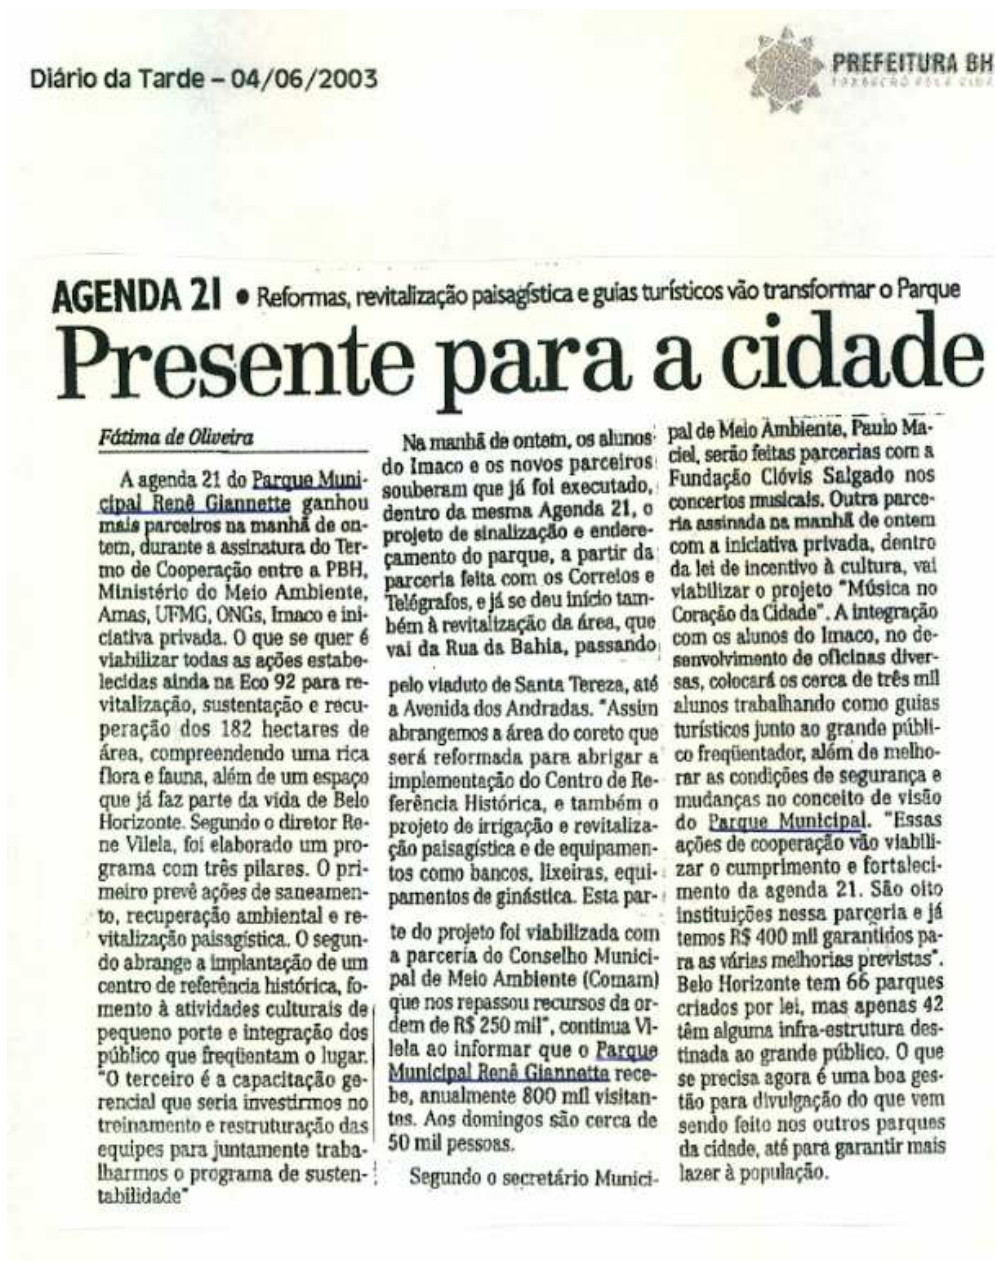 Diário da Tarde – 04/06/2003
PREFEITURA BH
AGENDA 21 • Reformas, revitalização paisagística e guias turísticos vão transformar o Parque
Presente para a cidade
Fátima de Oliveira
A agenda 21 do Parque Muni-
cipal Renê Giannette ganhou
mais parceiros na manhã de on-
tem, durante a assinatura do Ter-
mo de Cooperação entre a PBH,
Ministério do Meio Ambiente,
Amas, UFMG, ONGs, Imaco e ini-
ciativa privada. O que se quer é
viabilizar todas as ações estabe-
lecidas ainda na Eco 92 para re-
vitalização, sustentação e recu-
peração dos 182 hectares de
área, compreendendo uma rica
flora e fauna, além de um espaço
que já faz parte da vida de Belo
Horizonte. Segundo o diretor Re-
ne Vilela, foi elaborado um pro-
grama com três pilares. O pri-
meiro prevê ações de saneamen-
to, recuperação ambiental e re-
vitalização paisagística. O segun-
do abrange a implantação de um
centro de referência histórica, fo-
mento à atividades culturais de
pequeno porte e integração dos
público que freqüentam o lugar.
"O terceiro é a capacitação ge-
rencial que seria investirmos no
treinamento e restruturação das
equipes para juntamente traba-
lharmos o programa de susten-
tabilidade"
Na manhã de ontem, os alunos
do Imaco e os novos parceiros
souberam que já foi executado,
dentro da mesma Agenda 21, o
projeto de sinalização e endere-
çamento do parque, a partir da
parceria feita com os Correios e
Telégrafos, e já se deu início tam-
bém à revitalização da área, que
vai da Rua da Bahia, passando
pelo viaduto de Santa Tereza, até
a Avenida dos Andradas. "Assim
abrangemos a área do coreto que
será reformada para abrigar a
implementação do Centro de Re-
ferência Histórica, e também o
projeto de irrigação e revitaliza-
ção paisagística e de equipamen-
tos como bancos, lixeiras, equi-
pamentos de ginástica. Esta par-
te do projeto foi viabilizada com
a parceria do Conselho Munici-
pal de Meio Ambiente (Comam)
que nos repassou recursos da or-
dem de R$ 250 mil", continua Vi-
lela ao informar que o Parque
Municipal Renê Giannette rece-
be, anualmente 800 mil visitan-
tes. Aos domingos são cerca de
50 mil pessoas.
Segundo o secretário Munici-
pal de Meio Ambiente, Paulo Ma-
ciel, serão feitas parcerias com a
Fundação Clóvis Salgado nos
concertos musicais. Outra parce-
ria assinada na manhã de ontem
com a iniciativa privada, dentro
da lei de incentivo à cultura, vai
viabilizar o projeto "Música no
Coração da Cidade". A integração
com os alunos do Imaco, no de-
senvolvimento de oficinas diver-
sas, colocará os cerca de três mil
alunos trabalhando como guias
turísticos junto ao grande públi-
co freqüentador, além de melho-
rar as condições de segurança e
mudanças no conceito de visão
do Parque Municipal. "Essas
ações de cooperação vão viabili-
zar o cumprimento e fortaleci-
mento da agenda 21. São oito
instituições nessa parceria e já
temos R$ 400 mil garantidos pa-
ra as várias melhorias previstas".
Belo Horizonte tem 66 parques
criados por lei, mas apenas 42
têm alguma infra-estrutura des-
tinada ao grande público. O que
se precisa agora é uma boa ges-
tão para divulgação do que vem
sendo feito nos outros parques
da cidade, até para garantir mais
lazer à população.